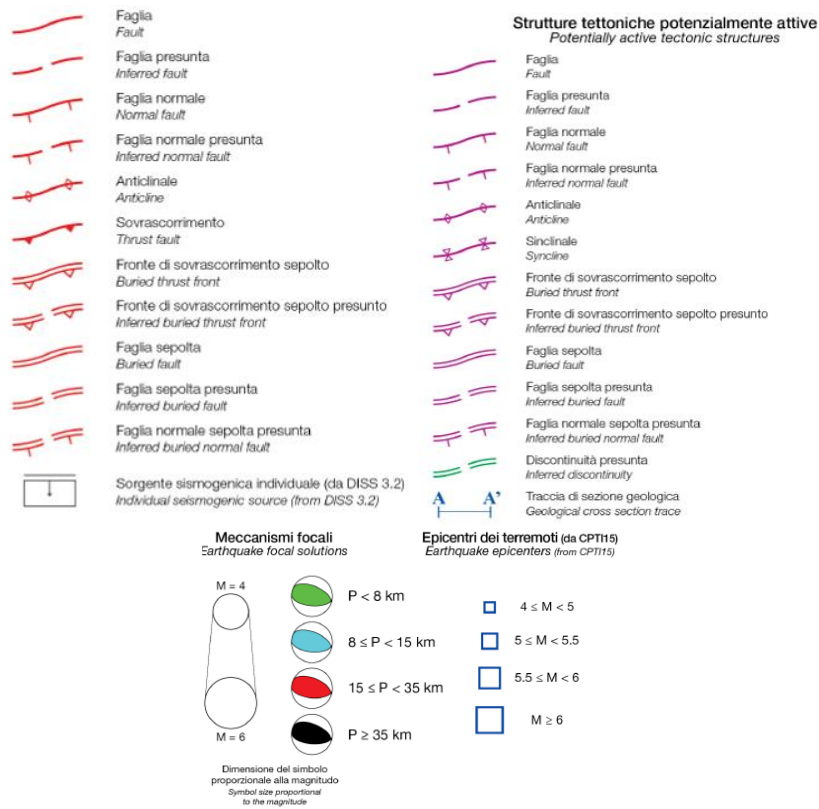 Faglia
Fault
Faglia presunta
Inferred fault
Faglia normale
Normal fault
Faglia normale presunta
Inferred normal fault
Anticlinale
Anticline
Sovrascorrimento
Thrust fault
Fronte di sovrascorrimento sepolto
Buried thrust front
Fronte di sovrascorrimento sepolto presunto
Inferred buried thrust front
Faglia sepolta
Buried fault
Faglia sepolta presunta
Inferred buried fault
Faglia normale sepolta presunta
Inferred buried normal fault
Sorgente sismogenica individuale (da DISS 3.2)
Individual seismogenic source (from DISS 3.2)
Strutture tettoniche potenzialmente attive
Potentially active tectonic structures
Faglia
Fault
Faglia presunta
Inferred fault
Faglia normale
Normal fault
Faglia normale presunta
Inferred normal fault
Anticlinale
Anticline
Sinclinale
Syncline
Fronte di sovrascorrimento sepolto
Buried thrust front
Fronte di sovrascorrimento sepolto presunto
Inferred buried thrust front
Faglia sepolta
Buried fault
Faglia sepolta presunta
Inferred buried fault
Faglia normale sepolta presunta
Inferred buried normal fault
Discontinuità presunta
Inferred discontinuity
A A' Traccia di sezione geologica
Geological cross section trace
Meccanismi focali
Earthquake focal solutions
M = 4
M = 6
P < 8 km
8 ≤ P < 15 km
15 ≤ P < 35 km
P ≥ 35 km
Dimensione del simbolo
proporzionale alla magnitudo
Symbol size proportional
to the magnitude
Epicentri dei terremoti (da CPTI15)
Earthquake epicenters (from CPTI15)
4 ≤ M < 5
5 ≤ M < 5.5
5.5 ≤ M < 6
M ≥ 6